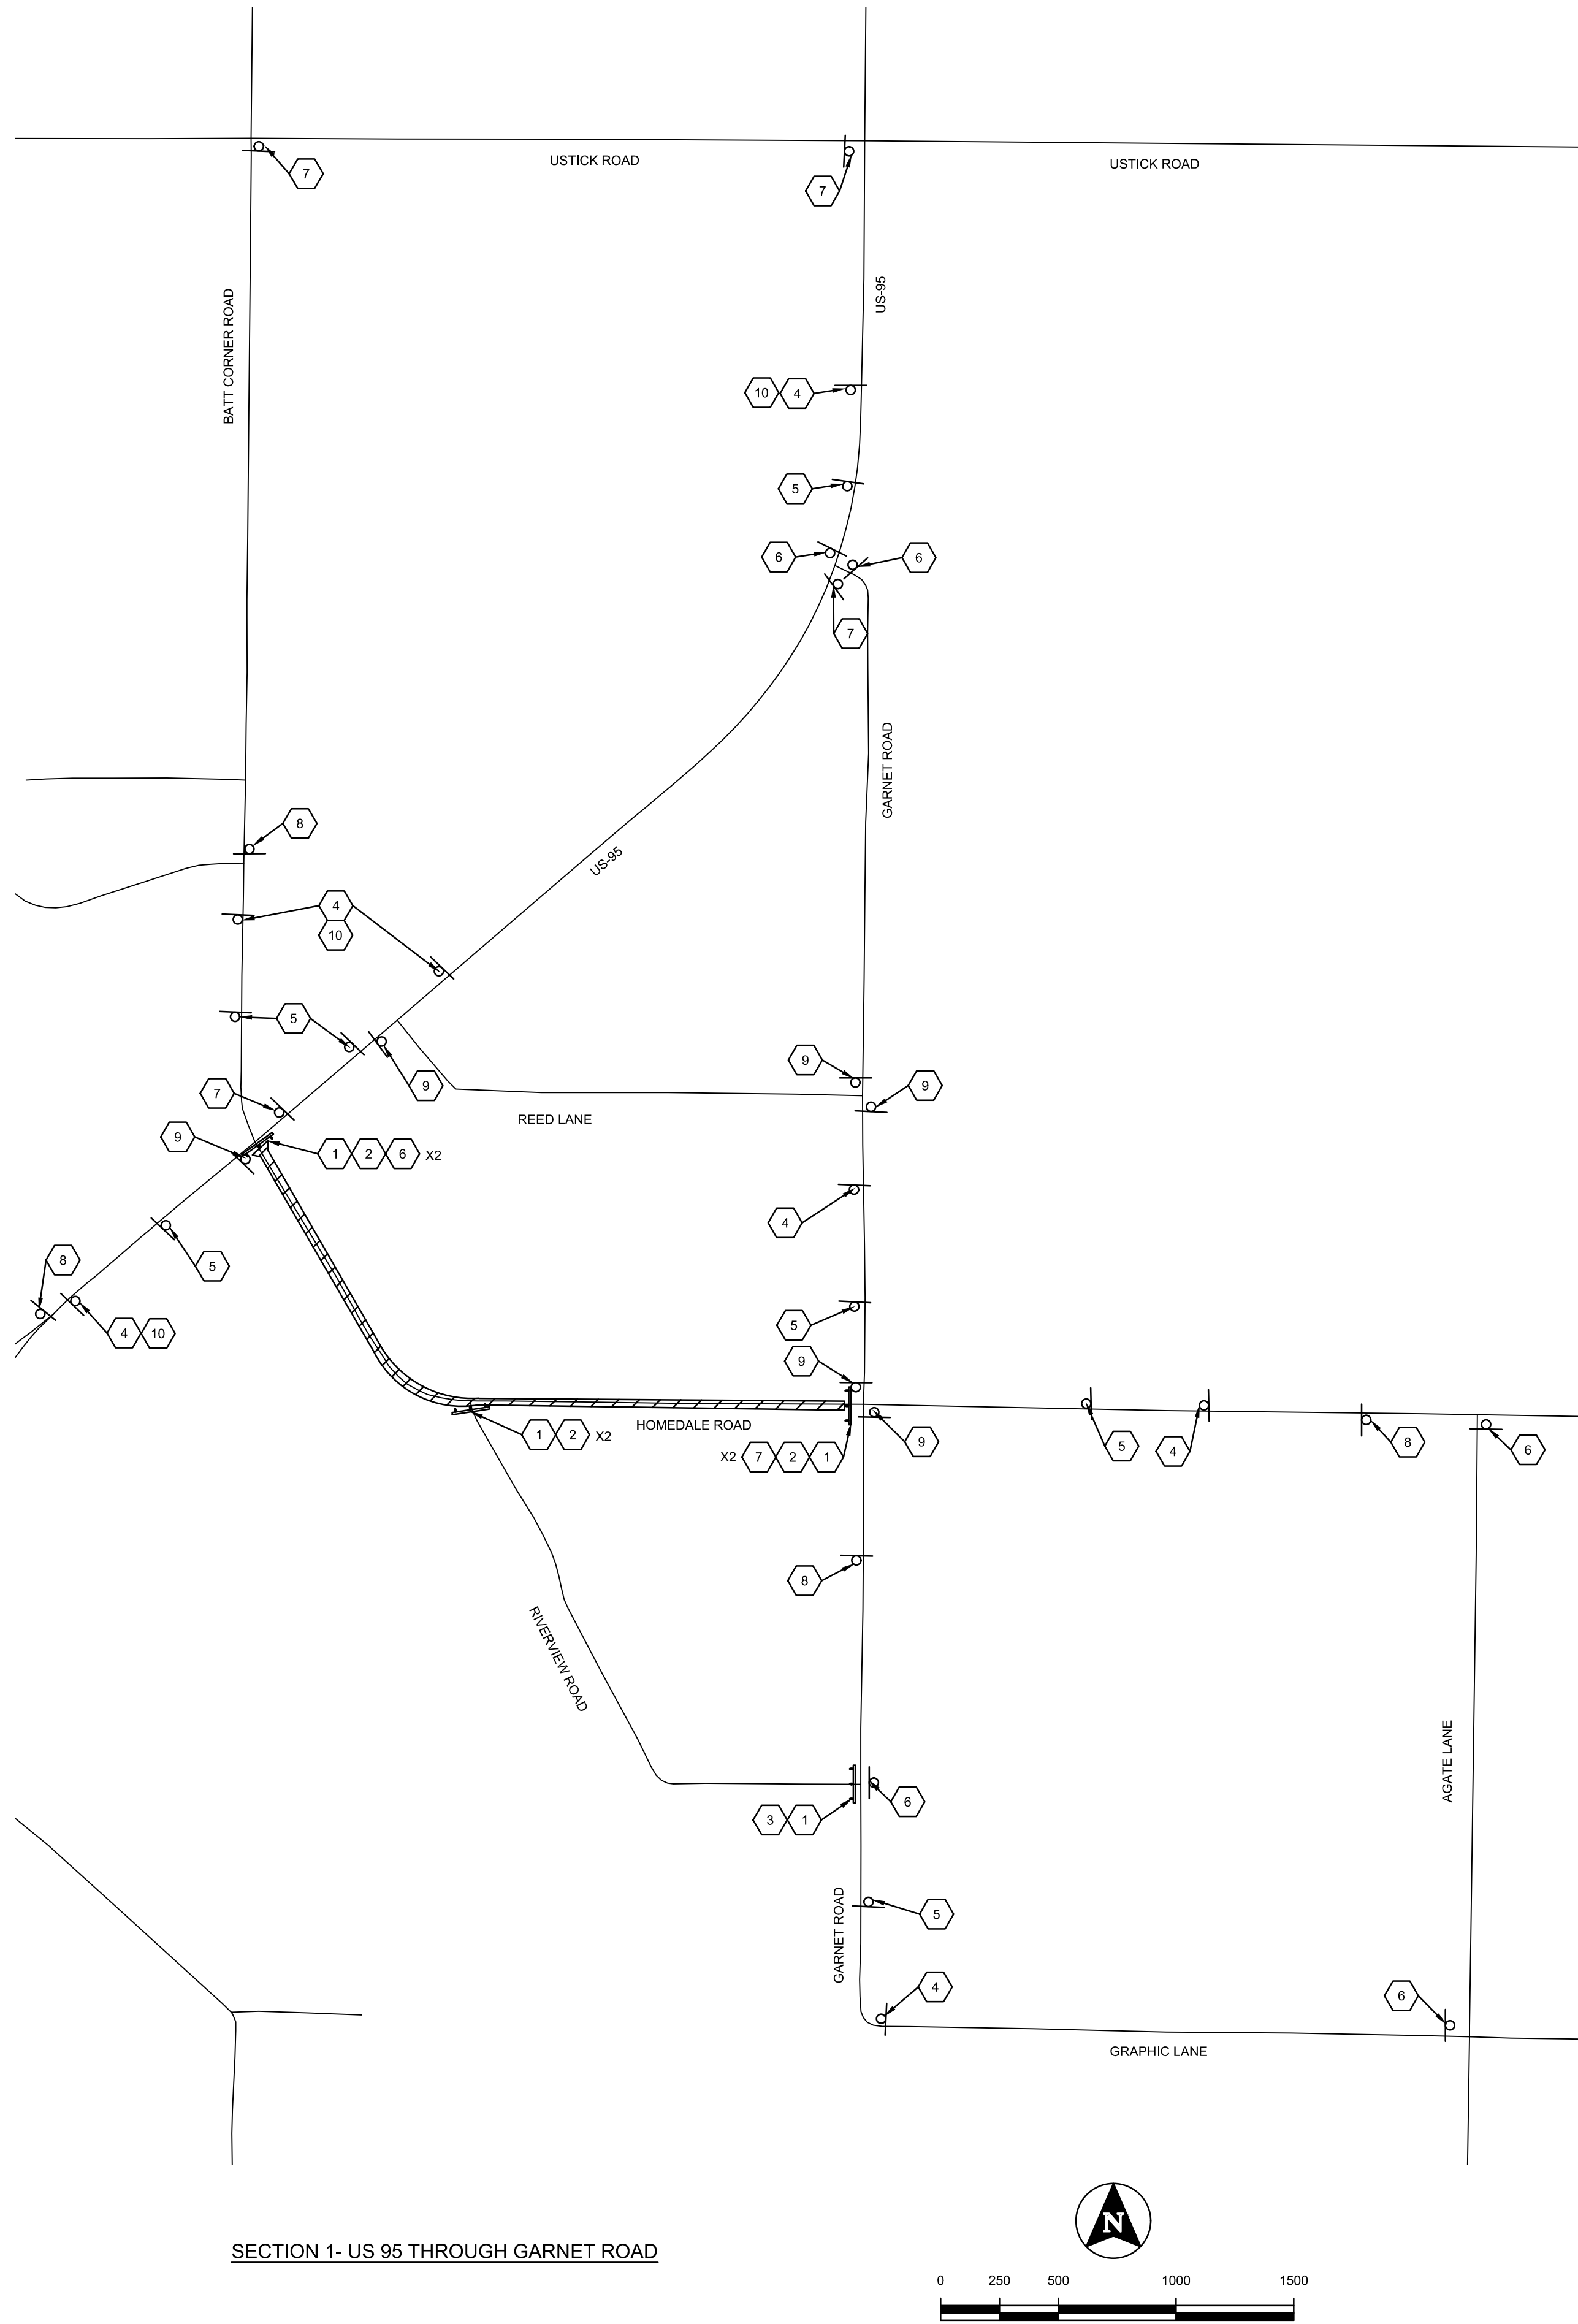 USTICK ROAD
USTICK ROAD
7
7
BATT CORNER ROAD
US-95
10 4
5
6
6
7
GARNET ROAD
8
US-95
4
10
5
9
9
9
7
REED LANE
9
1 2 6 X2
4
8
5
5
4 10
9
HOMEDALE ROAD
1 2 X2
X2 7 2 1
9
5
4
8
6
8
RIVERVIEW ROAD
AGATE LANE
6
3 1
GARNET ROAD
5
4
6
GRAPHIC LANE
N
SECTION 1- US 95 THROUGH GARNET ROAD
0 250 500 1000 1500